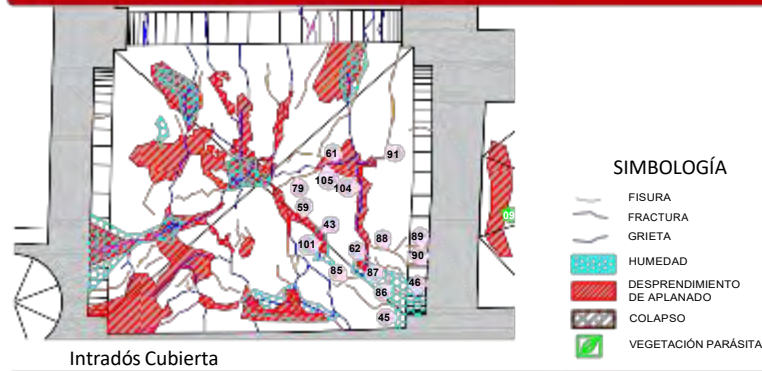 61
91
105
104
79
59
43
101
62
88
89
90
85
87
86
46
45
09
Intradós Cubierta
SIMBOLOGÍA
FISURA
FRACTURA
GRIETA
HUMEDAD
DESPRENDIMIENTO
DE APLANADO
COLAPSO
VEGETACIÓN PARÁSITA